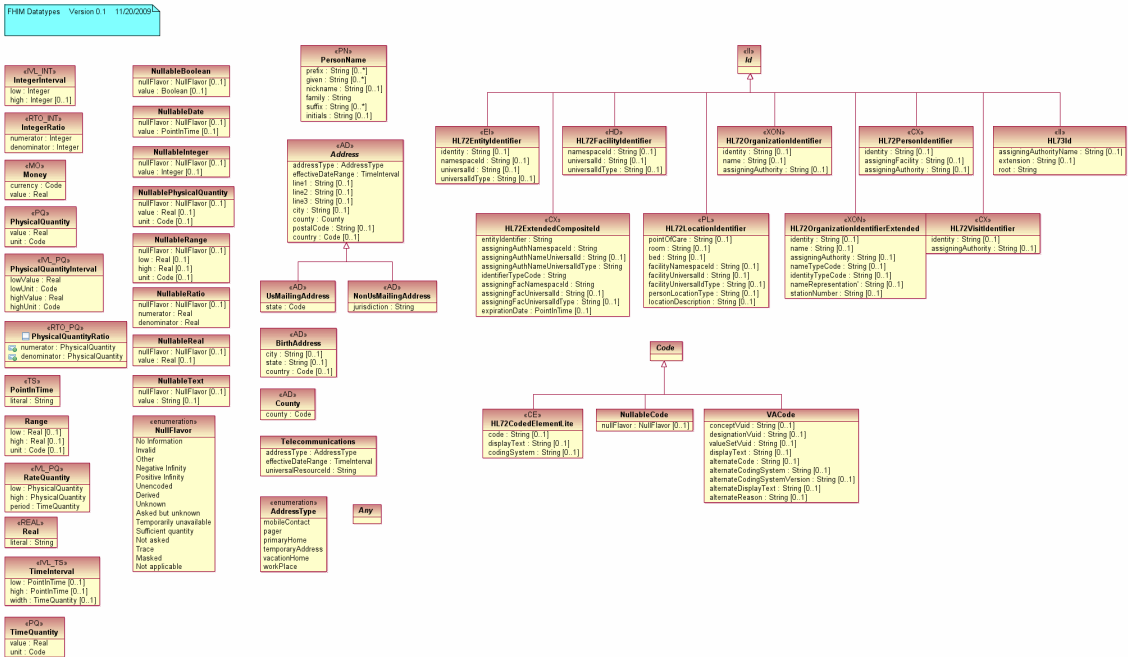 FHIM Datatypes    Version 0.1    11/20/2009
«IVL_INT»
IntegerInterval
low : Integer
high : Integer [0..1]
«RTO_INT»
IntegerRatio
numerator : Integer
denominator : Integer
«MO»
Money
currency : Code
value : Real
«PQ»
PhysicalQuantity
value : Real
unit : Code
«IVL_PQ»
PhysicalQuantityInterval
lowValue : Real
lowUnit : Code
highValue : Real
highUnit : Code
«RTO_PQ»
PhysicalQuantityRatio
numerator : PhysicalQuantity
denominator : PhysicalQuantity
«TS»
PointInTime
literal : String
Range
low : Real [0..1]
high : Real [0..1]
unit : Code [0..1]
«IVL_PQ»
RateQuantity
low : PhysicalQuantity
high : PhysicalQuantity
period : TimeQuantity
«REAL»
Real
literal : String
«IVL_TS»
TimeInterval
low : PointInTime [0..1]
high : PointInTime [0..1]
width : TimeQuantity [0..1]
«PQ»
TimeQuantity
value : Real
unit : Code
NullableBoolean
nullFlavor : NullFlavor [0..1]
value : Boolean [0..1]
NullableDate
nullFlavor : NullFlavor [0..1]
value : PointInTime [0..1]
NullableInteger
nullFlavor : NullFlavor [0..1]
value : Integer [0..1]
NullablePhysicalQuantity
nullFlavor : NullFlavor [0..1]
value : Real [0..1]
unit : Code [0..1]
NullableRange
nullFlavor : NullFlavor [0..1]
low : Real [0..1]
high : Real [0..1]
unit : Code [0..1]
NullableRatio
nullFlavor : NullFlavor [0..1]
numerator : Real
denominator : Real
NullableReal
nullFlavor : NullFlavor [0..1]
value : Real [0..1]
NullableText
nullFlavor : NullFlavor [0..1]
value : String [0..1]
«enumeration»
NullFlavor
No Information
Invalid
Other
Negative Infinity
Positive Infinity
Unencoded
Derived
Unknown
Asked but unknown
Temporarily unavailable
Sufficient quantity
Not asked
Trace
Masked
Not applicable
«PN»
PersonName
prefix : String [0..*]
given : String [0..*]
nickname : String [0..1]
family : String
suffix : String [0..*]
initials : String [0..1]
«AD»
Address
addressType : AddressType
effectiveDateRange : TimeInterval
line1 : String [0..1]
line2 : String [0..1]
line3 : String [0..1]
city : String [0..1]
county : County
postalCode : String [0..1]
country : Code [0..1]
«AD»
UsMailingAddress
state : Code
«AD»
NonUsMailingAddress
jurisdiction : String
«AD»
BirthAddress
city : String [0..1]
state : String [0..1]
country : Code [0..1]
«AD»
County
county : Code
Telecommunications
addressType : AddressType
effectiveDateRange : TimeInterval
universalResourceId : String
«enumeration»
AddressType
mobileContact
pager
primaryHome
temporaryAddress
vacationHome
workPlace
Any
«II»
Id
«EI»
HL72EntityIdentifier
identity : String [0..1]
namespaceId : String [0..1]
universalId : String [0..1]
universalIdType : String [0..1]
«HD»
HL72FacilityIdentifier
namespaceId : String [0..1]
universalId : String [0..1]
universalIdType : String [0..1]
«XON»
HL72OrganizationIdentifier
identity : String [0..1]
name : String [0..1]
assigningAuthority : String [0..1]
«CX»
HL72PersonIdentifier
identity : String [0..1]
assigningFacility : String [0..1]
assigningAuthority : String [0..1]
«II»
HL73Id
assigningAuthorityName : String [0..1]
extension : String [0..1]
root : String
«CX»
HL72ExtendedCompositeId
entityIdentifier : String
assigningAuthNamespaceId : String
assigningAuthNameUniversalId : String
assigningAuthNameUniversalIdType : String
identifierTypeCode : String
assigningFacNamespaceId : String
assigningFacUniversalId : String [0..1]
assigningFacUniversalIdType : String [0..1]
expirationDate : PointInTime [0..1]
«PL»
HL72LocationIdentifier
pointOfCare : String [0..1]
room : String [0..1]
bed : String [0..1]
facilityNamespaceId : String [0..1]
facilityUniversalId : String [0..1]
facilityUniversalIdType : String [0..1]
personLocationType : String [0..1]
locationDescription : String [0..1]
«XON»
HL72OrganizationIdentifierExtended
identity : String [0..1]
name : String [0..1]
assigningAuthority : String [0..1]
nameTypeCode : String [0..1]
identityTypeCode : String [0..1]
nameRepresentation' : String [0..1]
stationNumber : String [0..1]
«CX»
HL72VisitIdentifier
identity : String [0..1]
assigningAuthority : String [0..1]
Code
«CE»
HL72CodedElementLite
code : String [0..1]
displayText : String [0..1]
codingSystem : String [0..1]
NullableCode
nullFlavor : NullFlavor [0..1]
VACode
conceptVuid : String [0..1]
designationVuid : String [0..1]
valueSetVuid : String [0..1]
displayText : String [0..1]
alternateCode : String [0..1]
alternateCodingSystem : String [0..1]
alternateCodingSystemVersion : String [0..1]
alternateDisplayText : String [0..1]
alternateReason : String [0..1]